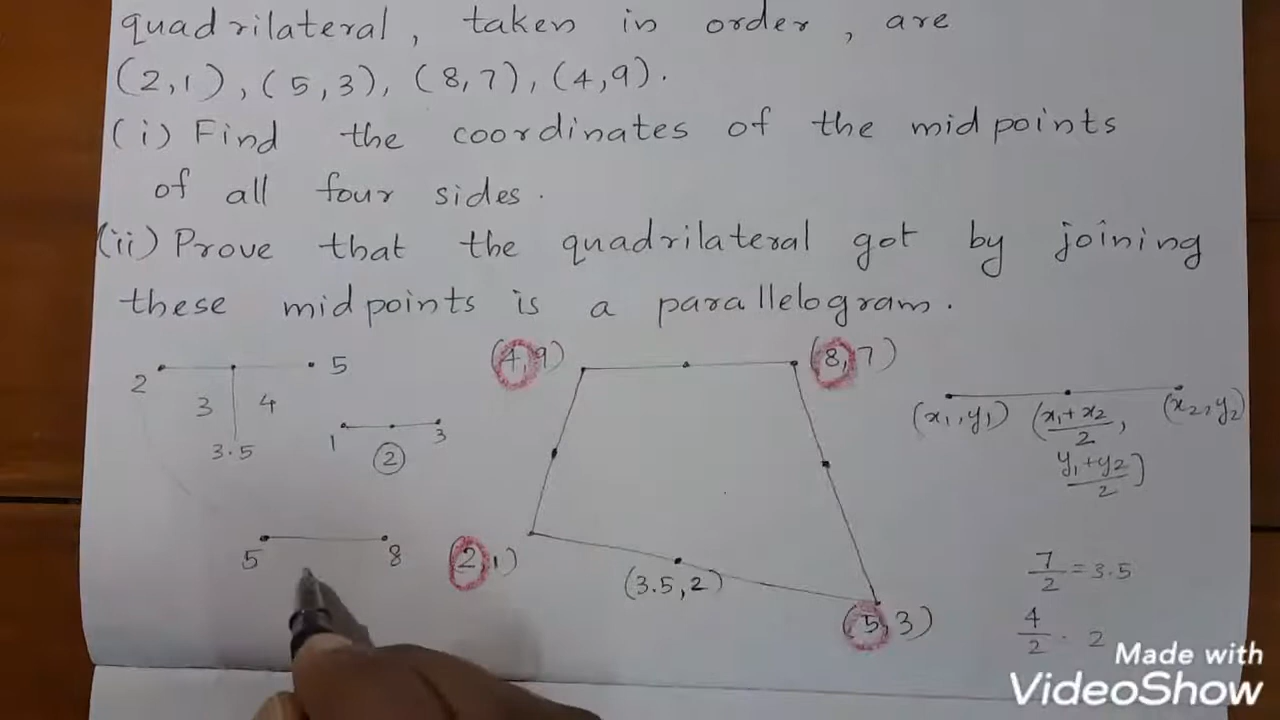 quadrilateral, taken in order, are
(2,1), (5,3), (8,7), (4,9).
(i) Find the coordinates of the midpoints
of all four sides.
(ii) Prove that the quadrilateral got by joining
these midpoints is a parallelogram.
(4,9) (8,7)
2 5
3 4
3.5
1 3
2
(x₁,y₁) (x₁+x₂/2, (x₂,y₂)
y₁+y₂/2)
5 8
(2,1)
(3.5,2)
(5,3)
7/2 = 3.5
4/2 . 2
Made with
VideoShow